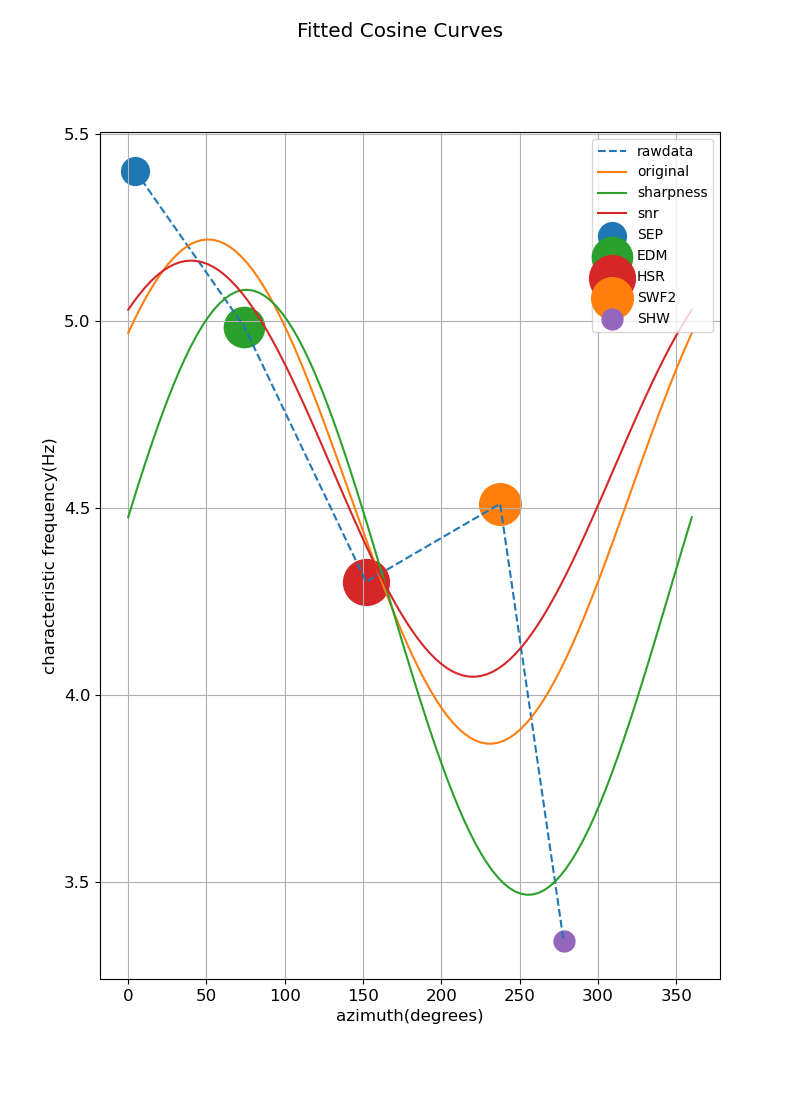 Fitted Cosine Curves
5.5
5.0
4.5
4.0
3.5
characteristic frequency(Hz)
rawdata
original
sharpness
snr
SEP
EDM
HSR
SWF2
SHW
0 50 100 150 200 250 300 350
azimuth(degrees)